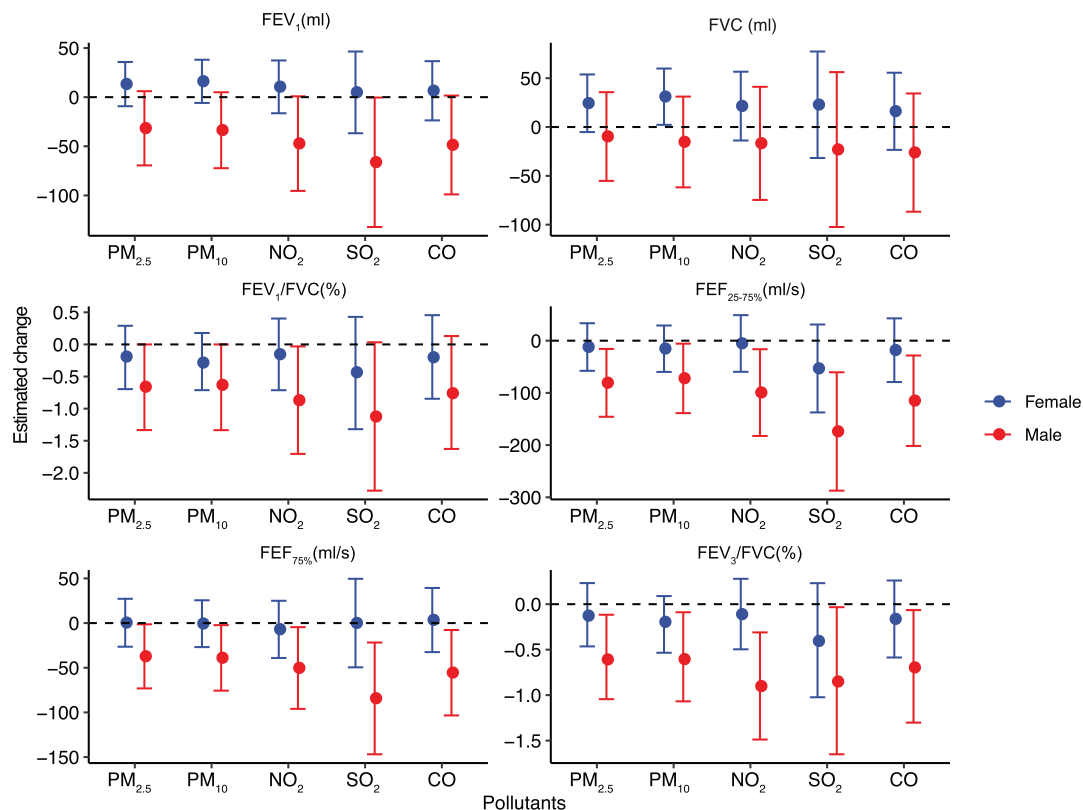 FEV₁(ml)
50
0
−50
−100
PM₂.₅ PM₁₀ NO₂ SO₂ CO
FVC (ml)
50
0
−50
−100
PM₂.₅ PM₁₀ NO₂ SO₂ CO
Estimated change
FEV₁/FVC(%)
0.5
0.0
−0.5
−1.0
−1.5
−2.0
PM₂.₅ PM₁₀ NO₂ SO₂ CO
FEF₂₅₋₇₅%(ml/s)
0
−100
−200
−300
PM₂.₅ PM₁₀ NO₂ SO₂ CO
Female
Male
FEF₇₅%(ml/s)
50
0
−50
−100
−150
PM₂.₅ PM₁₀ NO₂ SO₂ CO
FEV₃/FVC(%)
0.0
−0.5
−1.0
−1.5
PM₂.₅ PM₁₀ NO₂ SO₂ CO
Pollutants